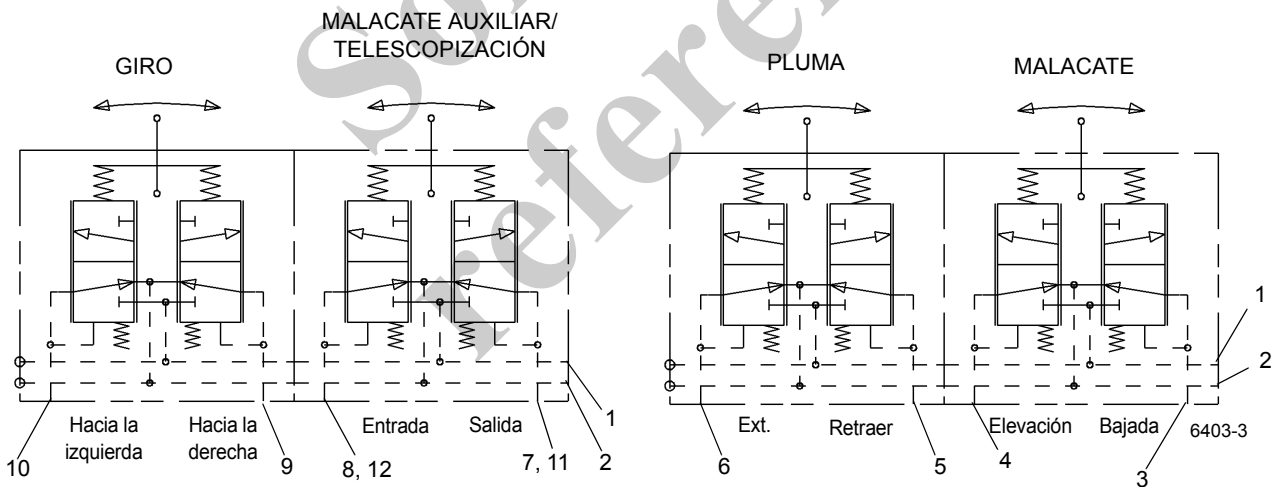 MALACATE AUXILIAR/
TELESCOPIZACIÓN
GIRO
PLUMA
MALACATE
1
2
Hacia la
izquierda
Hacia la
derecha
Entrada
Salida
1
2
Ext.
Retraer
Elevación
Bajada
6403-3
10
9
8, 12
7, 11
6
5
4
3